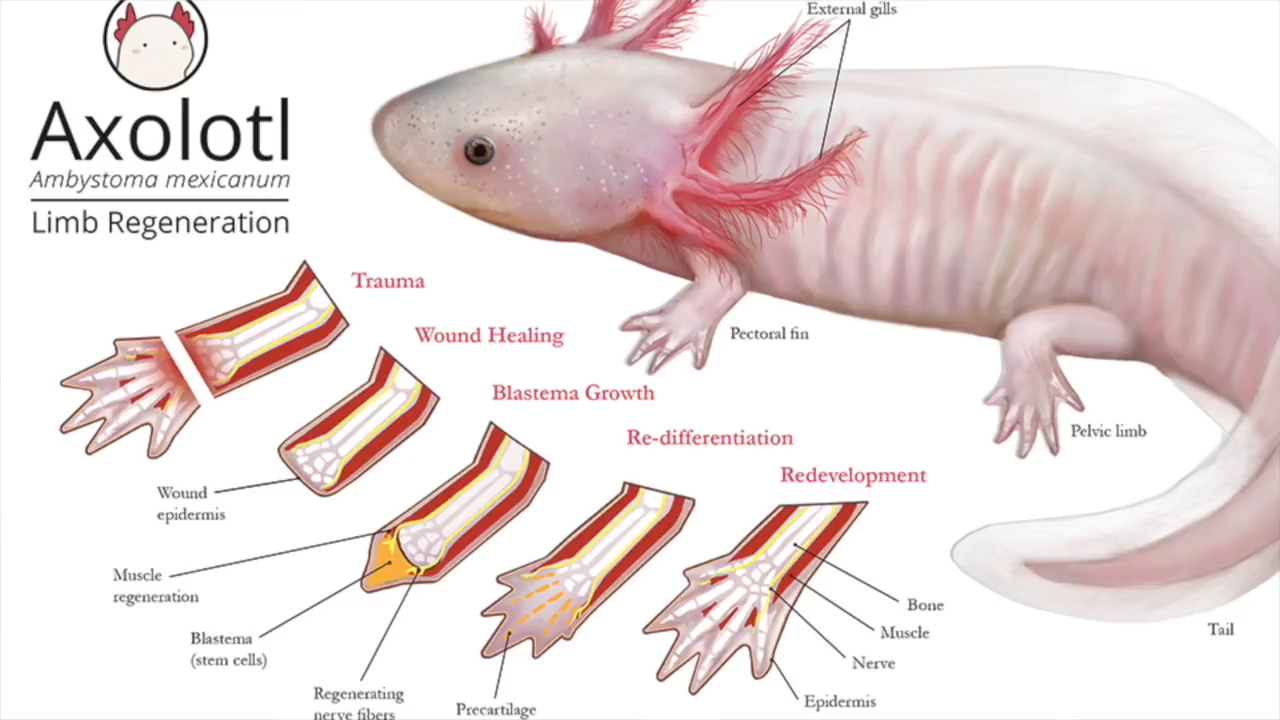 External gills
Axolotl
Ambystoma mexicanum
Limb Regeneration
Trauma
Wound Healing
Pectoral fin
Blastema Growth
Re-differentiation
Pelvic limb
Redevelopment
Wound
epidermis
Muscle
regeneration
Blastema
(stem cells)
Regenerating
nerve fibers
Precartilage
Bone
Muscle
Nerve
Epidermis
Tail